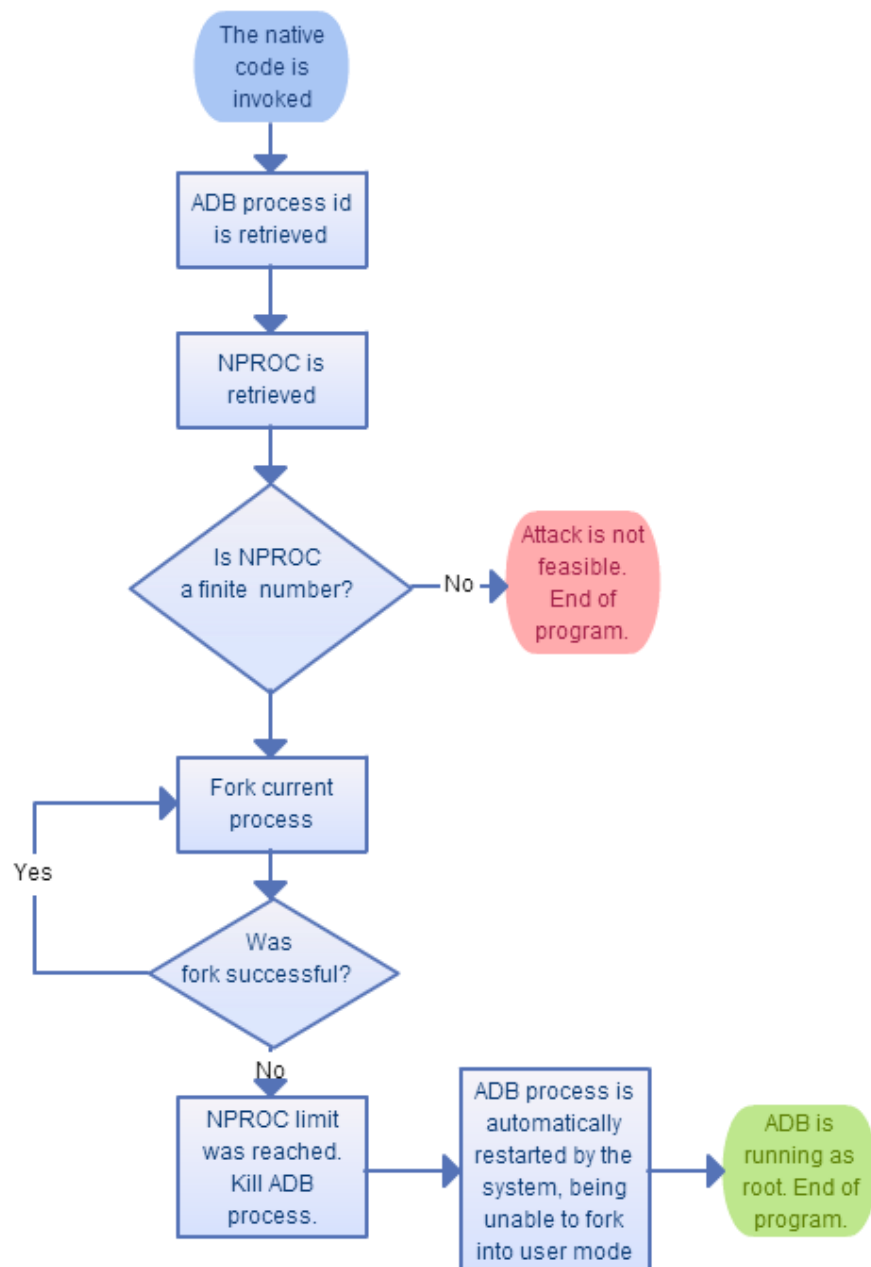 The native
code is
invoked
ADB process id
is retrieved
NPROC is
retrieved
Is NPROC
a finite number?
No
Attack is not
feasible.
End of
program.
Fork current
process
Yes
Was
fork successful?
No
NPROC limit
was reached.
Kill ADB
process.
ADB process is
automatically
restarted by the
system, being
unable to fork
into user mode
ADB is
running as
root. End of
program.